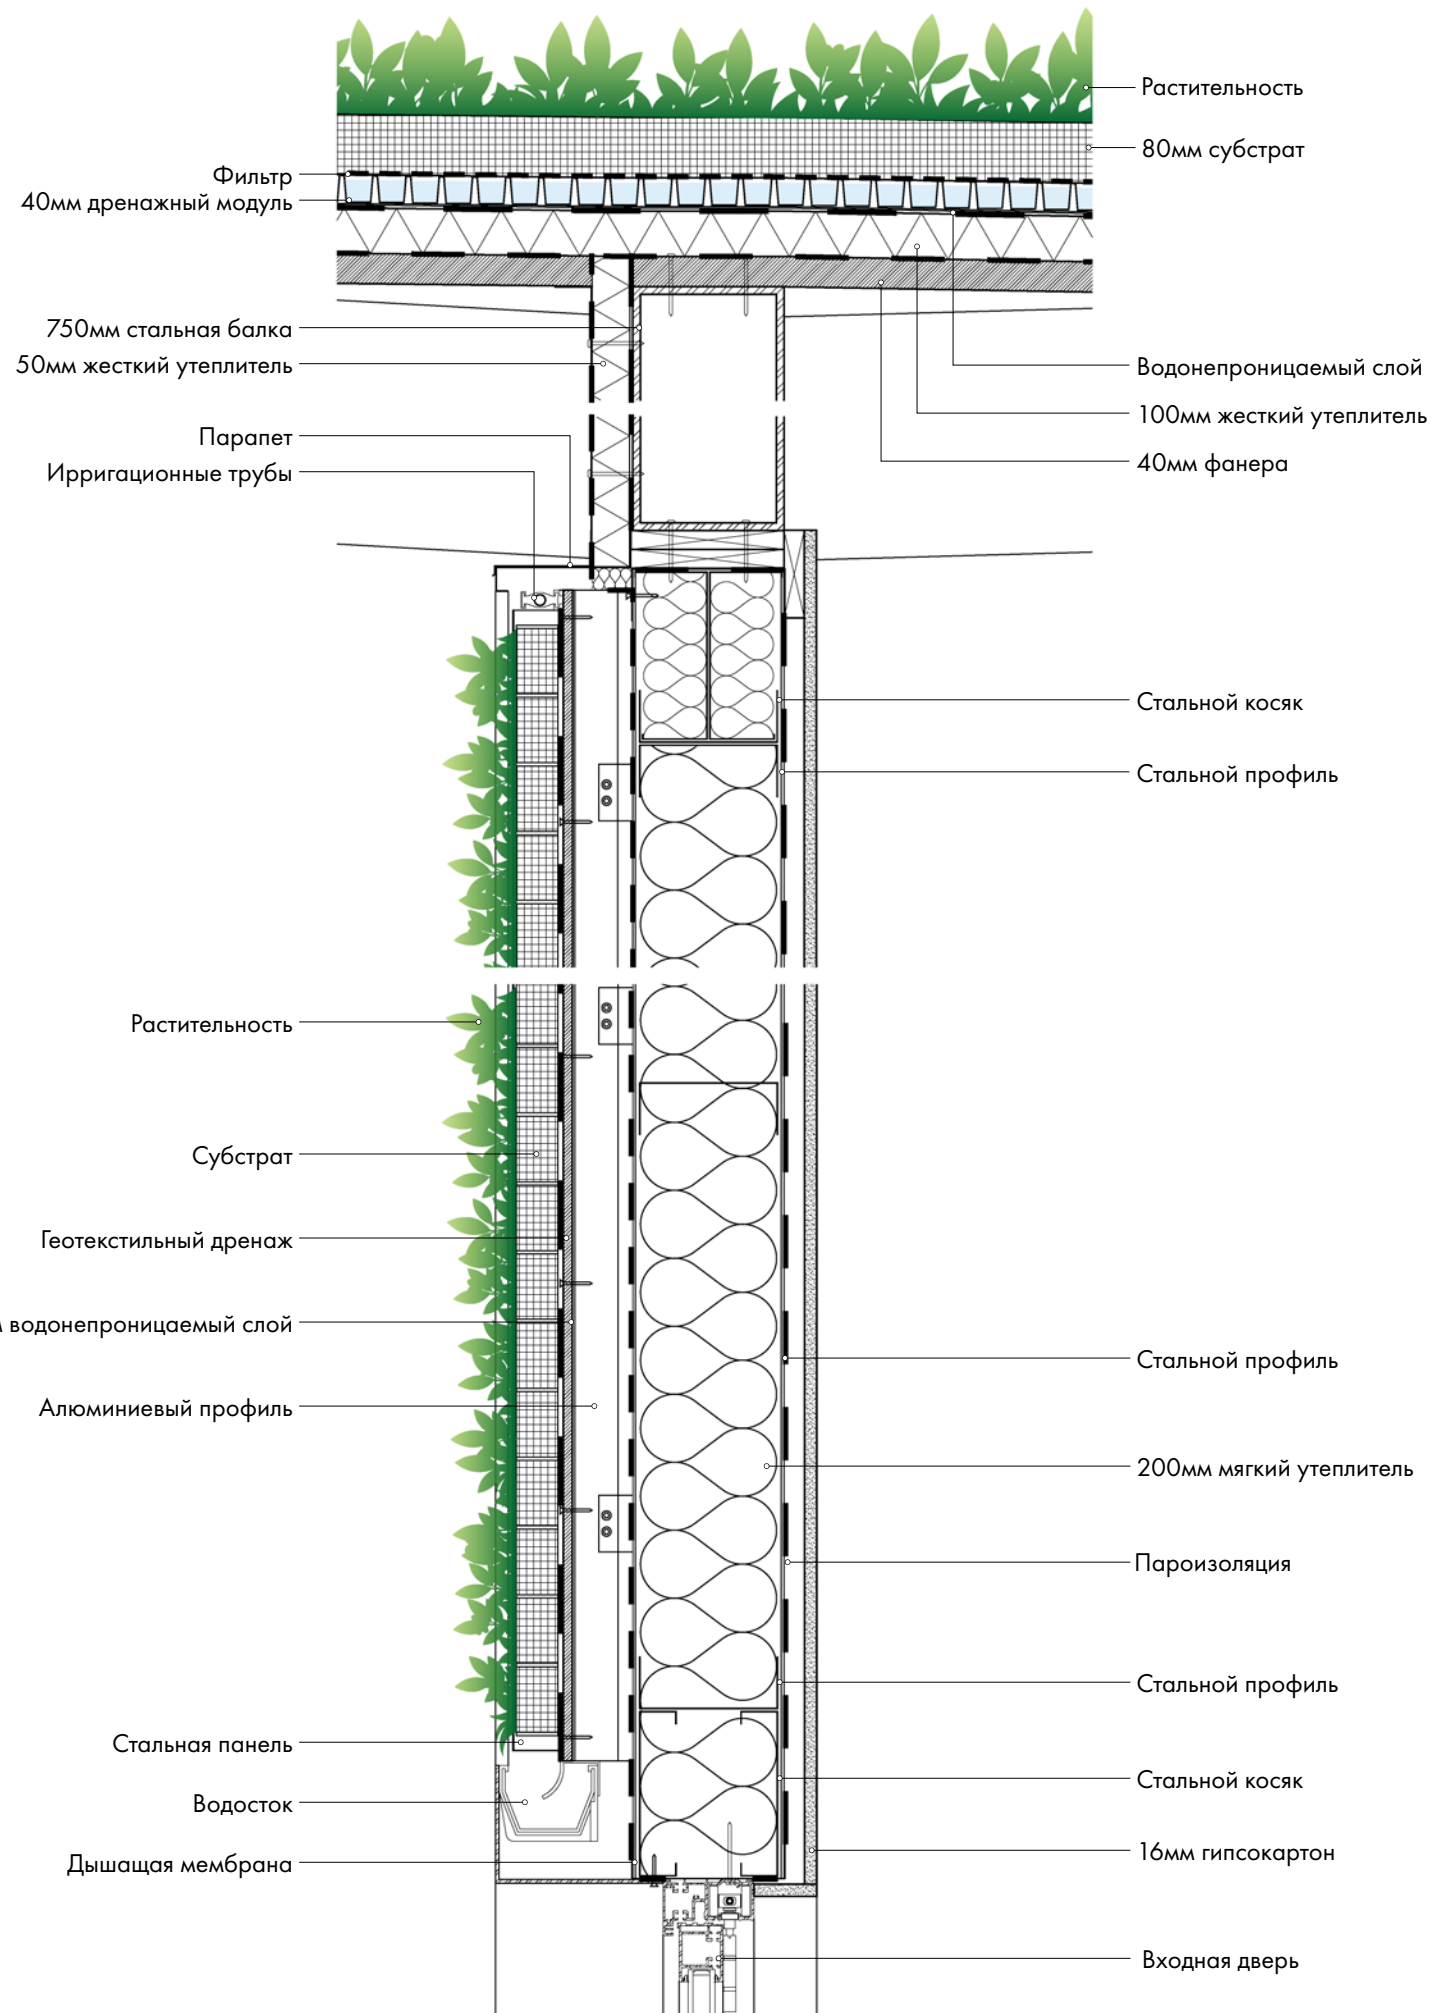 Растительность
80мм субстрат
Фильтр
40мм дренажный модуль
750мм стальная балка
50мм жесткий утеплитель
Водонепроницаемый слой
100мм жесткий утеплитель
Парапет
40мм фанера
Ирригационные трубы
Стальной косяк
Стальной профиль
Растительность
Субстрат
Геотекстильный дренаж
водонепроницаемый слой
Стальной профиль
Алюминиевый профиль
200мм мягкий утеплитель
Пароизоляция
Стальной профиль
Стальная панель
Стальной косяк
Водосток
16мм гипсокартон
Дышащая мембрана
Входная дверь